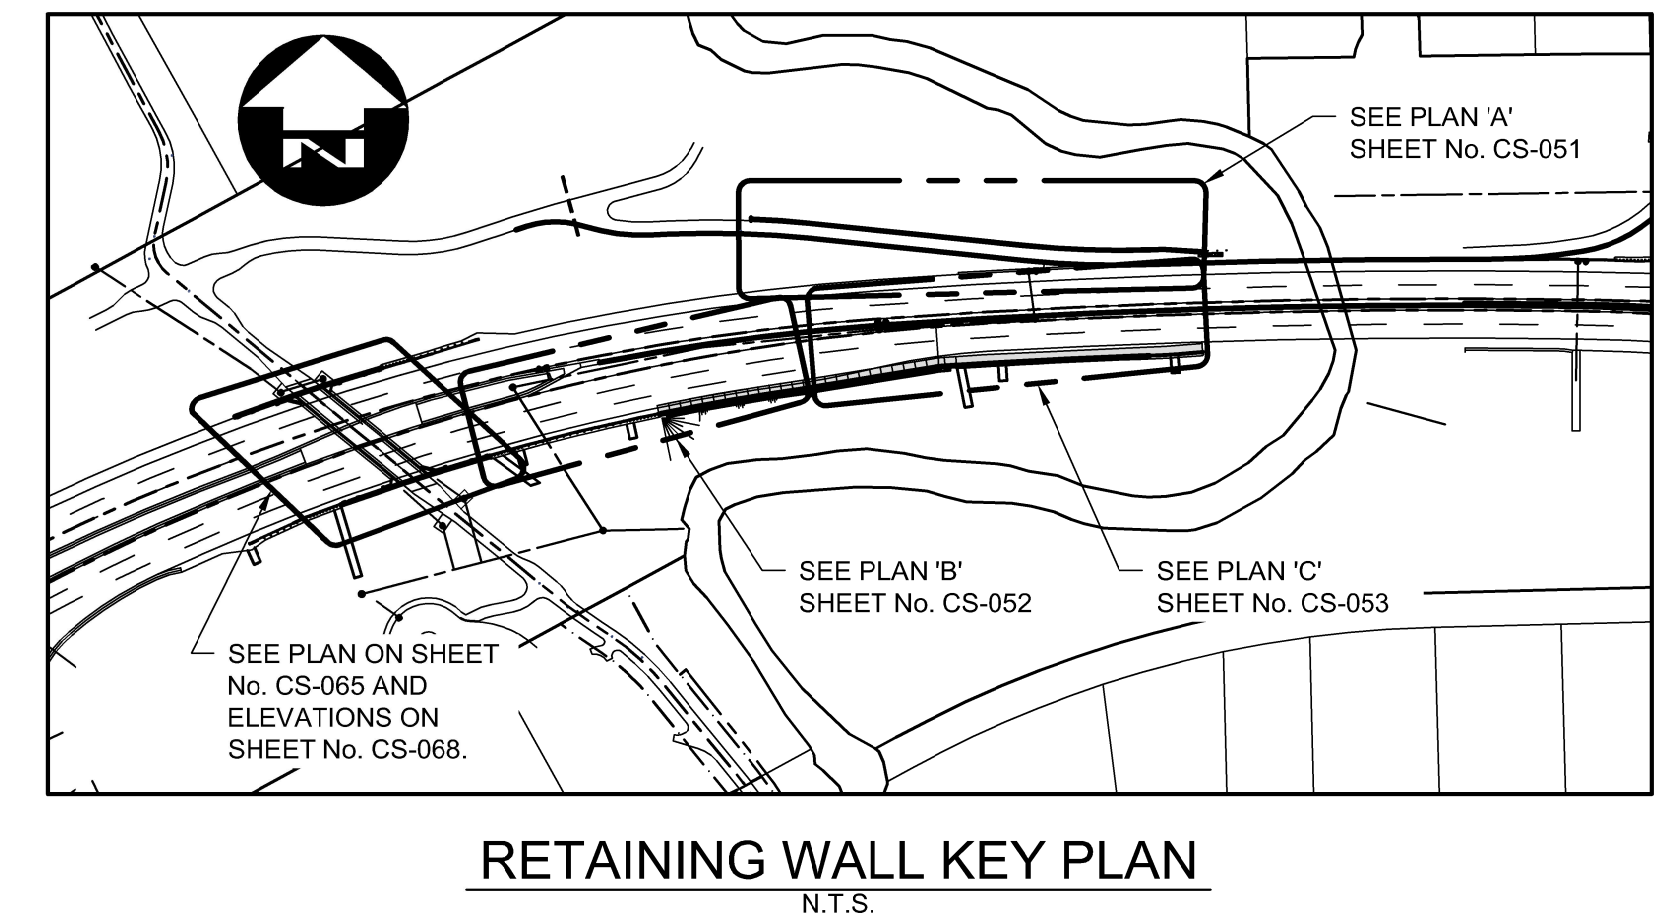 N
SEE PLAN 'A'
SHEET No. CS-051
SEE PLAN 'B'
SHEET No. CS-052
SEE PLAN 'C'
SHEET No. CS-053
SEE PLAN ON SHEET
No. CS-065 AND
ELEVATIONS ON
SHEET No. CS-068.
RETAINING WALL KEY PLAN
N.T.S.